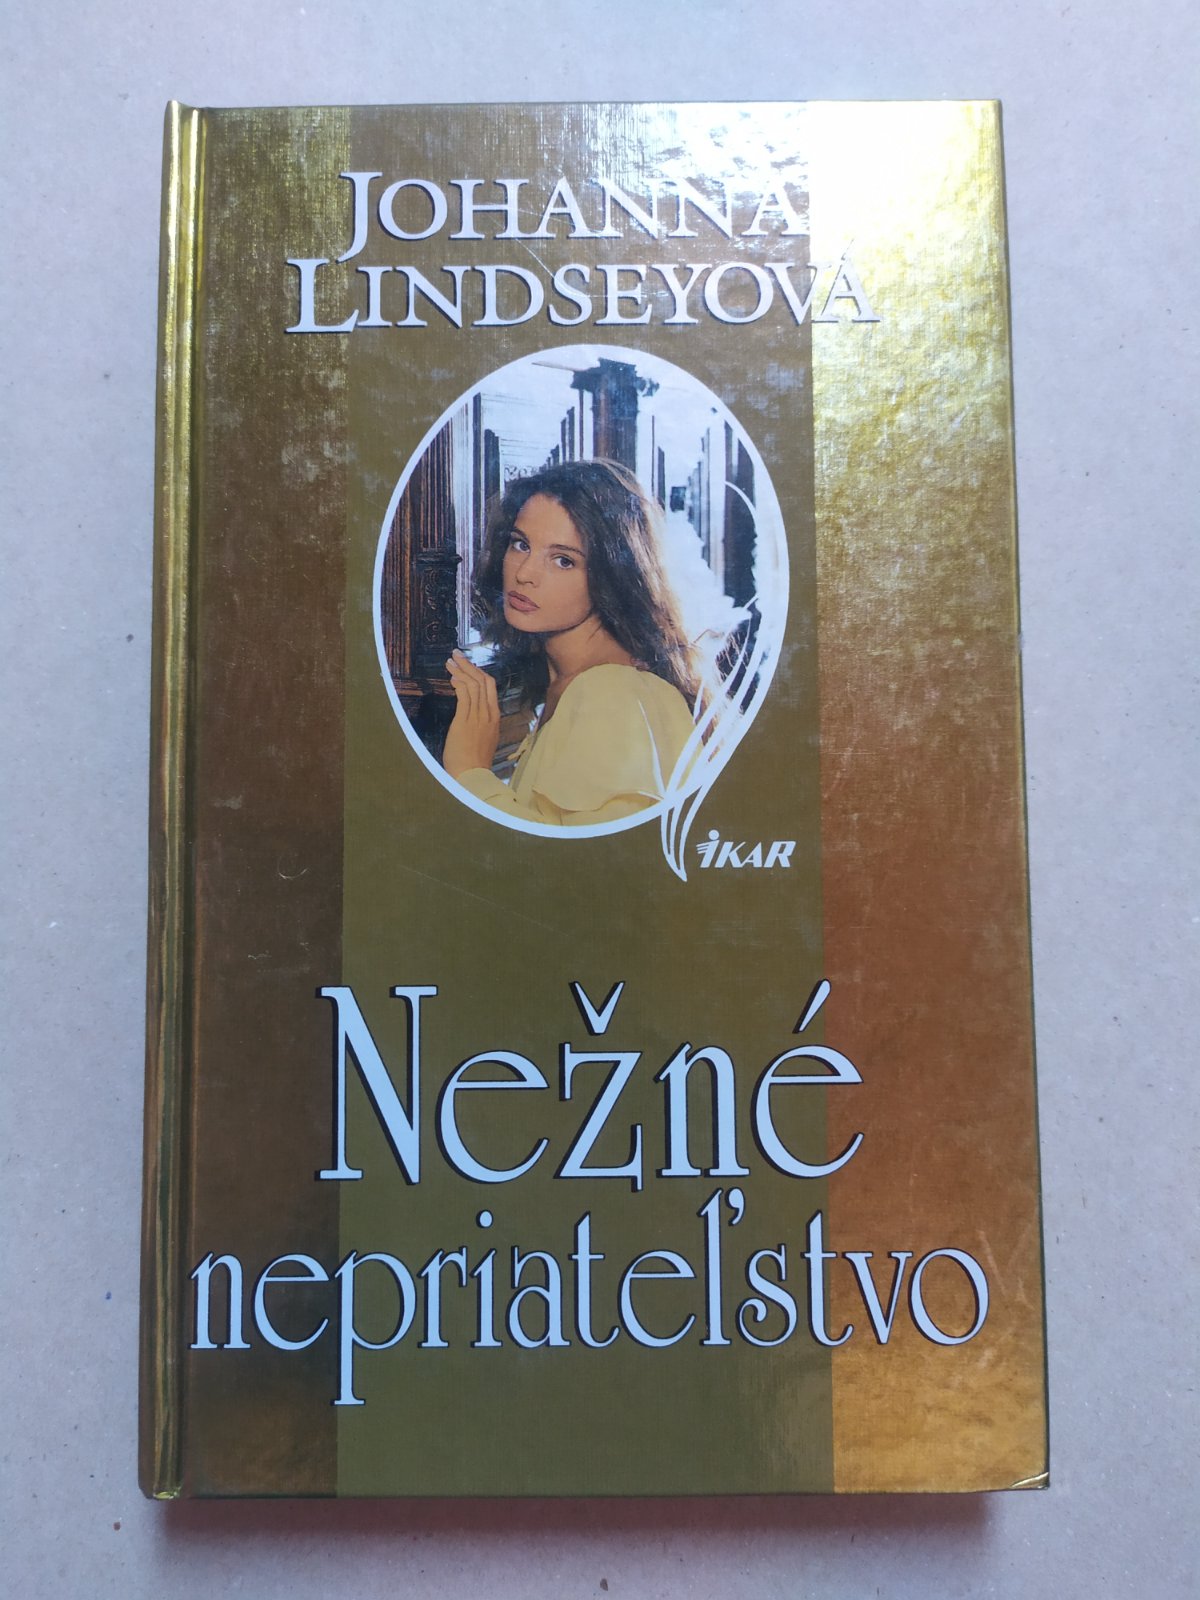 JOHANNA
LINDSEYOVÁ
IKAR
Nežné
nepriateľstvo